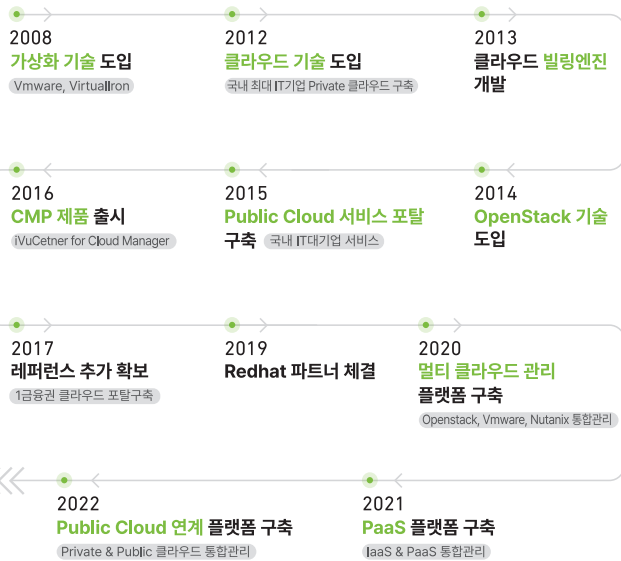 2008
가상화 기술 도입
Vmware, VirtualIron
2012
클라우드 기술 도입
국내 최대 IT기업 Private 클라우드 구축
2013
클라우드 빌링엔진
개발
2016
CMP 제품 출시
iVuCetner for Cloud Manager
2015
Public Cloud 서비스 포탈
구축 국내 IT대기업 서비스
2014
OpenStack 기술
도입
2017
레퍼런스 추가 확보
1금융권 클라우드 포탈구축
2019
Redhat 파트너 체결
2020
멀티 클라우드 관리
플랫폼 구축
Openstack, Vmware, Nutanix 통합관리
2022
Public Cloud 연계 플랫폼 구축
Private & Public 클라우드 통합관리
2021
PaaS 플랫폼 구축
IaaS & PaaS 통합관리